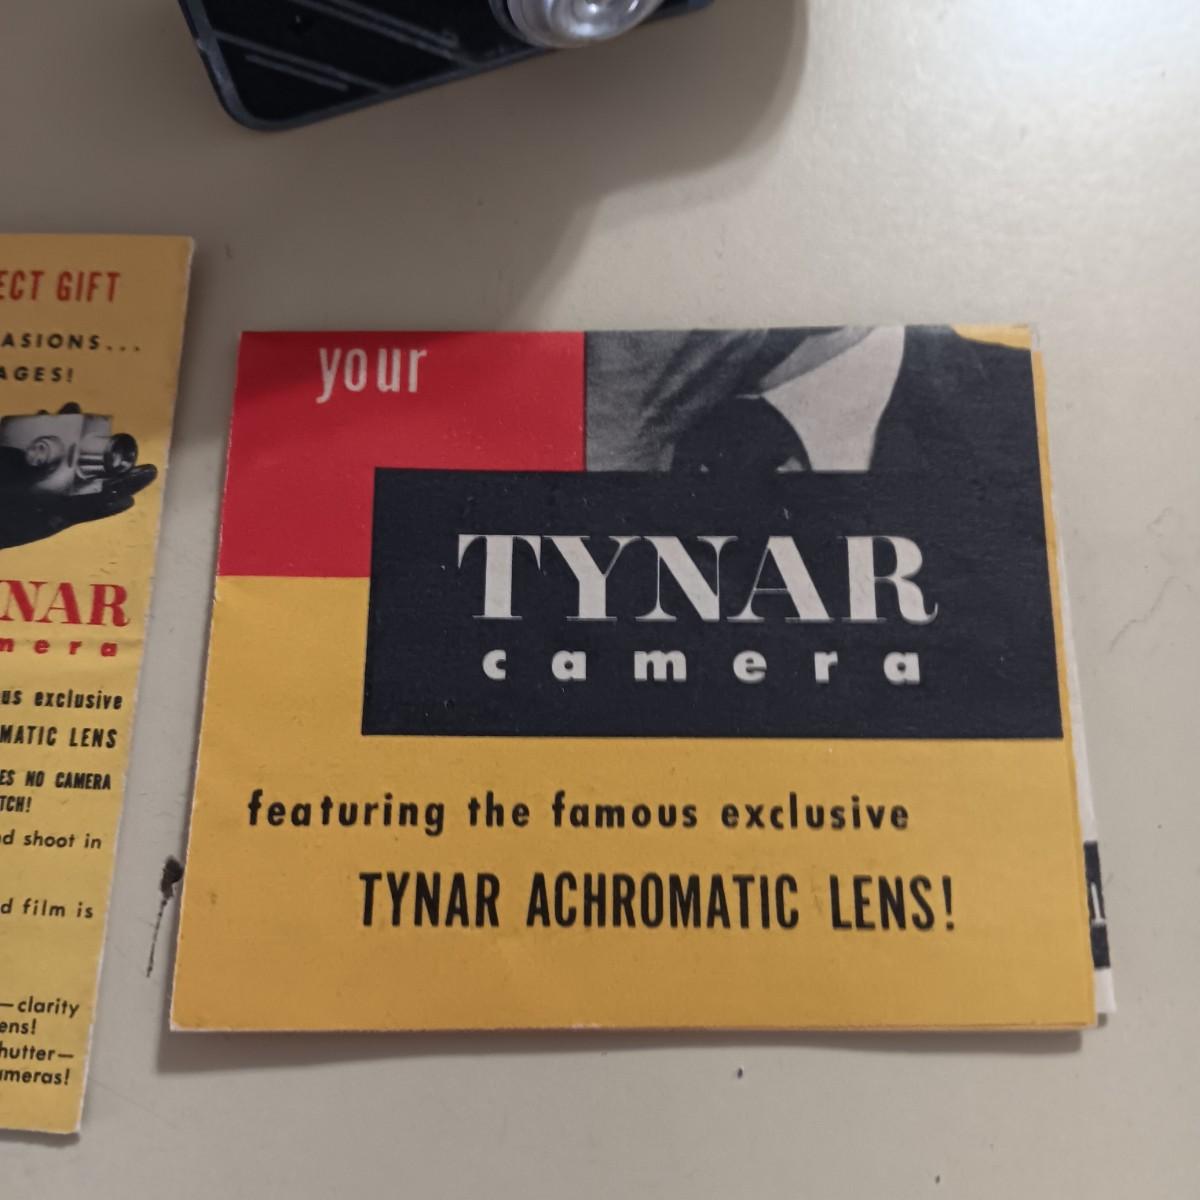 ECT GIFT
ASIONS...
AGES!
NAR
mera
us exclusive
MATIC LENS
ES NO CAMERA
TCH!
d shoot in
d film is
—clarity
ens!
hutter—
meras!
your
TYNAR
camera
featuring the famous exclusive
TYNAR ACHROMATIC LENS!